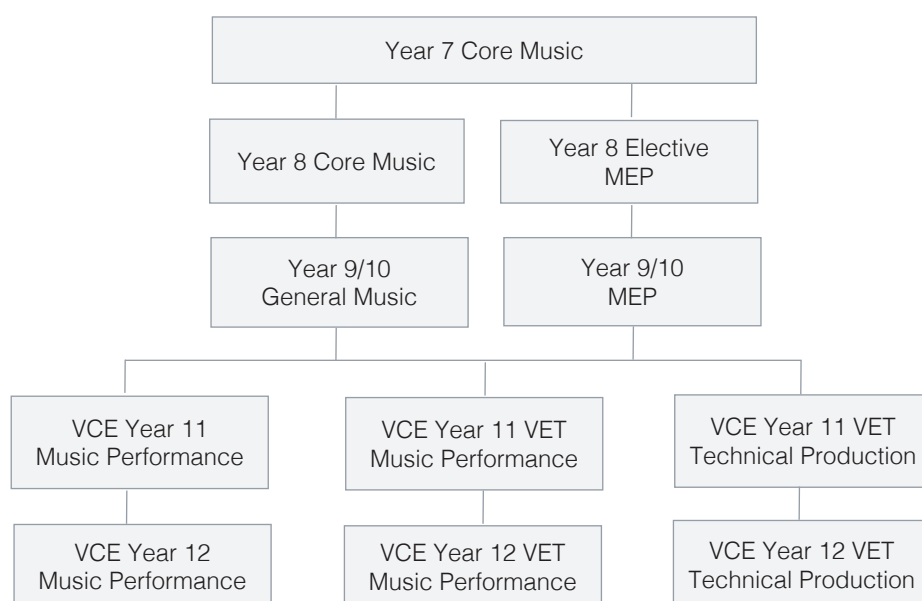 Year 7 Core Music
Year 8 Core Music
Year 8 Elective
MEP
Year 9/10
General Music
Year 9/10
MEP
VCE Year 11
Music Performance
VCE Year 11 VET
Music Performance
VCE Year 11 VET
Technical Production
VCE Year 12
Music Performance
VCE Year 12 VET
Music Performance
VCE Year 12 VET
Technical Production